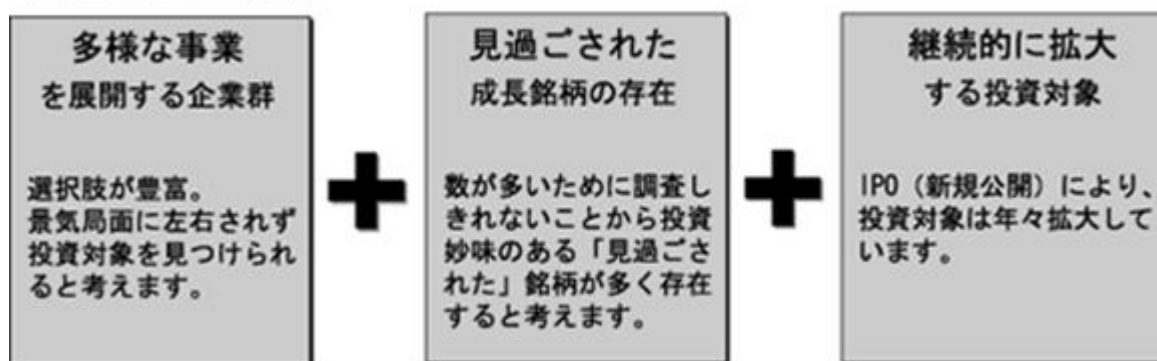 多様な事業
を展開する企業群
選択肢が豊富。
景気局面に左右されず
投資対象を見つけられ
ると考えます。
見過ごされた
成長銘柄の存在
数が多いために調査し
きれないことから投資
妙味のある「見過ごさ
れた」銘柄が多く存在
すると考えます。
継続的に拡大
する投資対象
IPO（新規公開）により、
投資対象は年々拡大して
います。